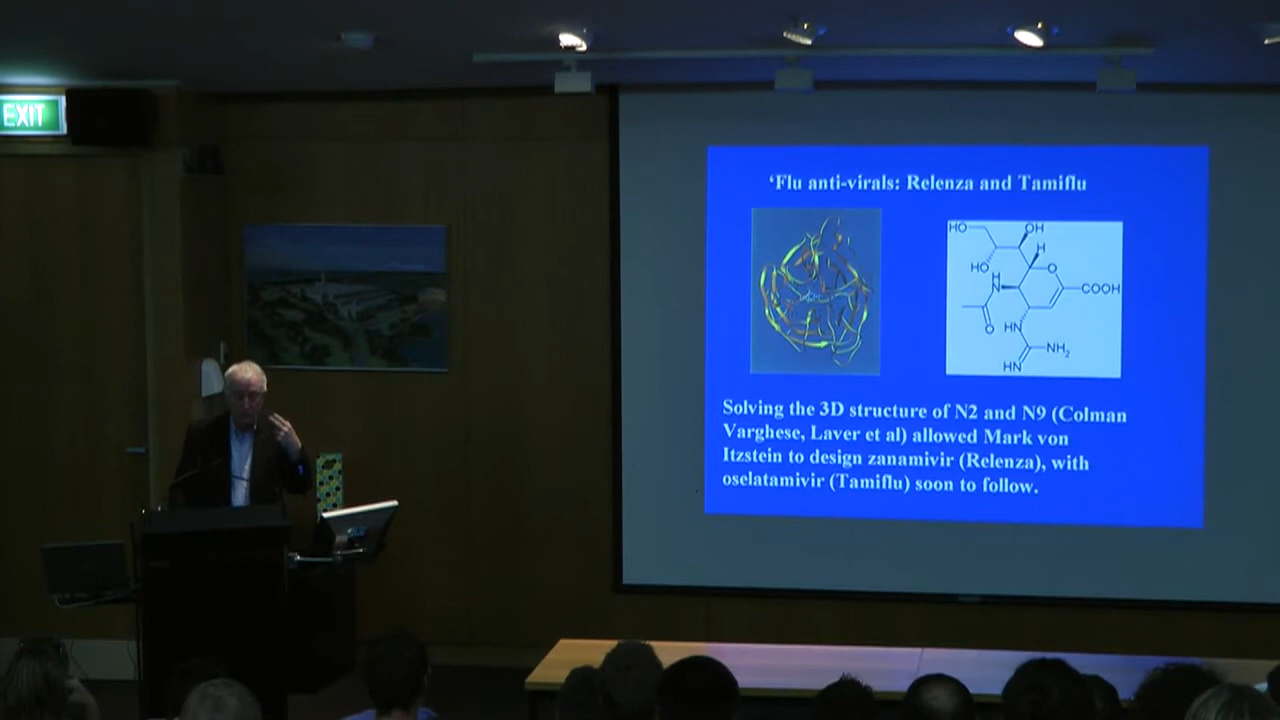 EXIT
‘Flu anti-virals: Relenza and Tamiflu
HO
OH
H
HO
O
H
N
COOH
O
HN
NH2
HN
Solving the 3D structure of N2 and N9 (Colman
Varghese, Laver et al) allowed Mark von
Itzstein to design zanamivir (Relenza), with
oselatamivir (Tamiflu) soon to follow.